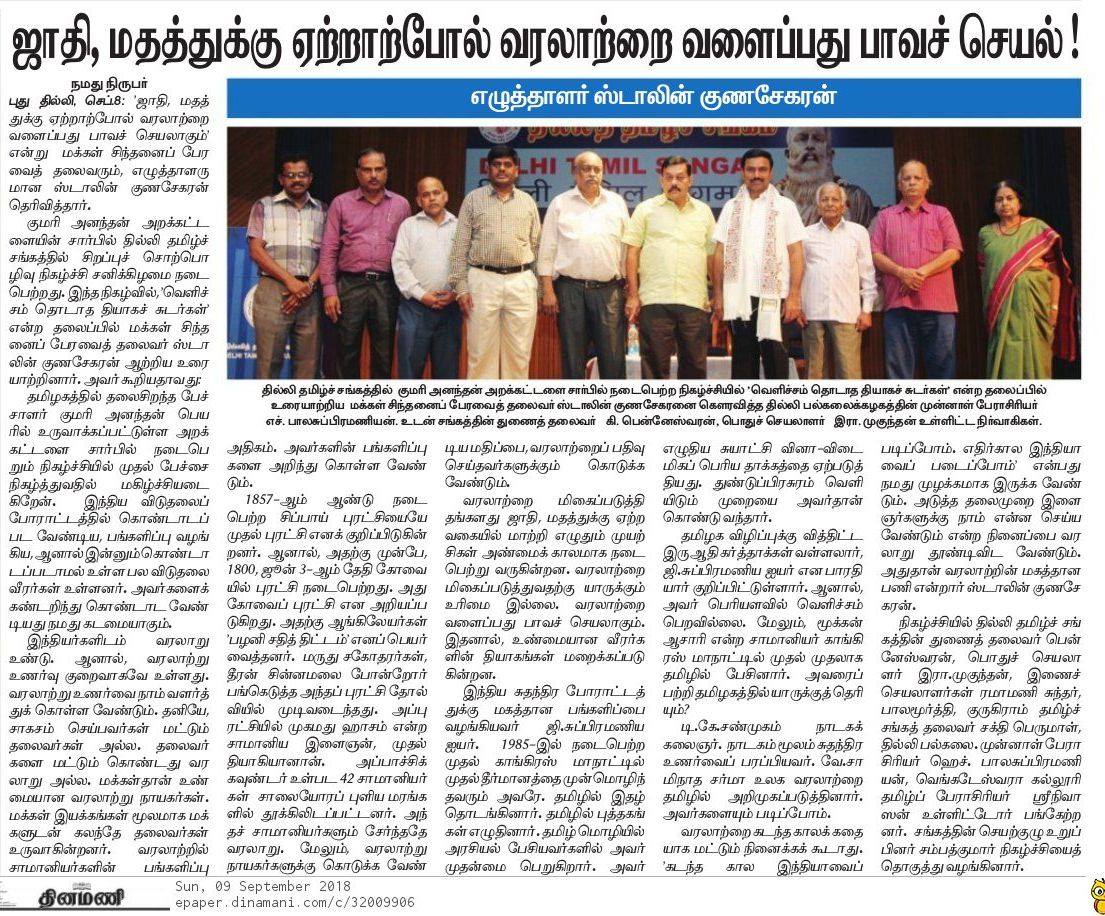 ஜாதி, மதத்துக்கு ஏற்றாற்போல் வரலாற்றை வளைப்பது பாவச் செயல் !
எழுத்தாளர் ஸ்டாலின் குணசேகரன்
நமது நிருபர்
புது தில்லி, செப்.8: 'ஜாதி, மதத்
துக்கு ஏற்றாற்போல் வரலாற்றை
வளைப்பது பாவச் செயலாகும்'
என்று மக்கள் சிந்தனைப் பேர
வைத் தலைவரும், எழுத்தாளரு
மான ஸ்டாலின் குணசேகரன்
தெரிவித்தார்.
குமரி அனந்தன் அறக்கட்ட
ளையின் சார்பில் தில்லி தமிழ்ச்
சங்கத்தில் சிறப்புச் சொற்பொ
ழிவு நிகழ்ச்சி சனிக்கிழமை நடை
பெற்றது. இந்தநிகழ்வில்,'வெளிச்
சம் தொடாத தியாகச் சுடர்கள்'
என்ற தலைப்பில் மக்கள் சிந்த
னைப் பேரவைத் தலைவர் ஸ்டா
லின் குணசேகரன் ஆற்றிய உரை
யாற்றினார். அவர் கூறியதாவது:
தமிழகத்தில் தலைசிறந்த பேச்
சாளர் குமரி அனந்தன் பெய
ரில் உருவாக்கப்பட்டுள்ள அறக்
கட்டளை சார்பில் நடைபெ
றும் நிகழ்ச்சியில் முதல் பேச்சை
நிகழ்த்துவதில் மகிழ்ச்சியடை
கிறேன். இந்திய விடுதலைப்
போராட்டத்தில் கொண்டாடப்
பட வேண்டிய, பங்களிப்பு வழங்
கிய, ஆனால் இன்னும்கொண்டா
டப்படாமல் உள்ள பல விடுதலை
வீரர்கள் உள்ளனர். அவர்களைக்
கண்டறிந்து கொண்டாட வேண்
டியது நமது கடமையாகும்.
இந்தியர்களிடம் வரலாறு
உண்டு. ஆனால், வரலாற்று
உணர்வு குறைவாகவே உள்ளது.
வரலாற்று உணர்வை நாம் வளர்த்
துக் கொள்ள வேண்டும். தனியே,
சாகசம் செய்பவர்கள் மட்டும்
தலைவர்கள் அல்ல. தலைவர்
களை மட்டும் கொண்டது வர
லாறு அல்ல. மக்கள்தான் உண்
மையான வரலாற்று நாயகர்கள்.
மக்கள் இயக்கங்கள் மூலமாக மக்
களுடன் கலந்தே தலைவர்கள்
உருவாகின்றனர். வரலாற்றில்
சாமானியர்களின் பங்களிப்பு
தில்லித் தமிழ்ச் சங்கம்
DELHI TAMIL SANGA
தில்லி தமிழ்ச் சங்கத்தில் குமரி அனந்தன் அறக்கட்டளை சார்பில் நடைபெற்ற நிகழ்ச்சியில் 'வெளிச்சம் தொடாத தியாகச் சுடர்கள்' என்ற தலைப்பில்
உரையாற்றிய மக்கள் சிந்தனைப் பேரவைத் தலைவர் ஸ்டாலின் குணசேகரனை கௌரவித்த தில்லி பல்கலைக்கழகத்தின் முன்னாள் பேராசிரியர்
எச். பாலசுப்பிரமணியன். உடன் சங்கத்தின் துணைத் தலைவர் கி. பென்னேஸ்வரன், பொதுச் செயலாளர் இரா. முகுந்தன் உள்ளிட்ட நிர்வாகிகள்.
அதிகம். அவர்களின் பங்களிப்பு
களை அறிந்து கொள்ள வேண்
டும்.
1857-ஆம் ஆண்டு நடை
பெற்ற சிப்பாய் புரட்சியையே
முதல் புரட்சி எனக் குறிப்பிடுகின்
றனர். ஆனால், அதற்கு முன்பே,
1800, ஜூன் 3-ஆம் தேதி கோவை
யில் புரட்சி நடைபெற்றது. அது
கோவைப் புரட்சி என அறியப்ப
டுகிறது. அதற்கு ஆங்கிலேயர்கள்
'பழனி சதித் திட்டம்' எனப் பெயர்
வைத்தனர். மருது சகோதரர்கள்,
தீரன் சின்னமலை போன்றோர்
பங்கெடுத்த அந்தப் புரட்சி தோல்
வியில் முடிவடைந்தது. அப்பு
ரட்சியில் முகமது ஹாசம் என்ற
சாமானிய இளைஞன், முதல்
தியாகியானான். அப்பாச்சிக்
கவுண்டர் உள்பட 42 சாமானியர்
கள் சாலையோரப் புளிய மரங்க
ளில் தூக்கிலிடப்பட்டனர். அந்
தச் சாமானியர்களும் சேர்ந்ததே
வரலாறு. மேலும், வரலாற்று
நாயகர்களுக்கு கொடுக்க வேண்
டிய மதிப்பை, வரலாற்றைப் பதிவு
செய்தவர்களுக்கும் கொடுக்க
வேண்டும்.
வரலாற்றை மிகைப்படுத்தி
தங்களது ஜாதி, மதத்துக்கு ஏற்ற
வகையில் மாற்றி எழுதும் முயற்
சிகள் அண்மைக் காலமாக நடை
பெற்று வருகின்றன. வரலாற்றை
மிகைப்படுத்துவதற்கு யாருக்கும்
உரிமை இல்லை. வரலாற்றை
வளைப்பது பாவச் செயலாகும்.
இதனால், உண்மையான வீரர்க
ளின் தியாகங்கள் மறைக்கப்படு
கின்றன.
இந்திய சுதந்திர போராட்டத்
துக்கு மகத்தான பங்களிப்பை
வழங்கியவர் ஜி.சுப்பிரமணிய
ஐயர். 1985-இல் நடைபெற்ற
முதல் காங்கிரஸ் மாநாட்டில்
முதல் தீர்மானத்தை முன்மொழிந்
தவரும் அவரே. தமிழில் இதழ்
தொடங்கினார். தமிழில் புத்தகங்
கள் எழுதினார். தமிழ் மொழியில்
அரசியல் பேசியவர்களில் அவர்
முதன்மை பெறுகிறார். அவர்
எழுதிய சுயாட்சி வினா-விடை
மிகப் பெரிய தாக்கத்தை ஏற்படுத்
தியது. துண்டுப்பிரசுரம் வெளி
யிடும் முறையை அவர்தான்
கொண்டு வந்தார்.
தமிழக விழிப்புக்கு வித்திட்ட
இரு ஆதி கர்த்தாக்கள் வள்ளலார்,
ஜி.சுப்பிரமணிய ஐயர் என பாரதி
யார் குறிப்பிட்டுள்ளார். ஆனால்,
அவர் பெரியளவில் வெளிச்சம்
பெறவில்லை. மேலும், மூக்கன்
ஆசாரி என்ற சாமானியர் காங்கி
ரஸ் மாநாட்டில் முதல் முதலாக
தமிழில் பேசினார். அவரைப்
பற்றி தமிழகத்தில் யாருக்குத் தெரி
யும்?
டி.கே.சண்முகம் நாடகக்
கலைஞர். நாடகம் மூலம் சுதந்திர
உணர்வைப் பரப்பியவர். வே.சா
மிநாத சர்மா உலக வரலாற்றை
தமிழில் அறிமுகப்படுத்தினார்.
அவர்களையும் படிப்போம்.
வரலாற்றை கடந்த காலக் கதை
யாக மட்டும் நினைக்கக் கூடாது.
'கடந்த கால இந்தியாவைப்
படிப்போம். எதிர்கால இந்தியா
வைப் படைப்போம்' என்பது
நமது முழக்கமாக இருக்க வேண்
டும். அடுத்த தலைமுறை இளை
ஞர்களுக்கு நாம் என்ன செய்ய
வேண்டும் என்ற நினைப்பை வர
லாறு தூண்டிவிட வேண்டும்.
அதுதான் வரலாற்றின் மகத்தான
பணி என்றார் ஸ்டாலின் குணசே
கரன்.
நிகழ்ச்சியில் தில்லி தமிழ்ச் சங்
கத்தின் துணைத் தலைவர் பென்
னேஸ்வரன், பொதுச் செயலா
ளர் இரா.முகுந்தன், இணைச்
செயலாளர்கள் ரமாமணி சுந்தர்,
பாலமூர்த்தி, குருகிராம் தமிழ்ச்
சங்கத் தலைவர் சக்தி பெருமாள்,
தில்லி பல்கலை. முன்னாள் பேரா
சிரியர் ஹெச். பாலசுப்பிரமணி
யன், வெங்கடேஸ்வரா கல்லூரி
தமிழ்ப் பேராசிரியர் ஸ்ரீநிவா
ஸன் உள்ளிட்டோர் பங்கேற்ற
னர். சங்கத்தின் செயற்குழு உறுப்
பினர் சம்பத்குமார் நிகழ்ச்சியைத்
தொகுத்து வழங்கினார்.
தினமணி
Sun, 09 September 2018
epaper.dinamani.com/c/32009906